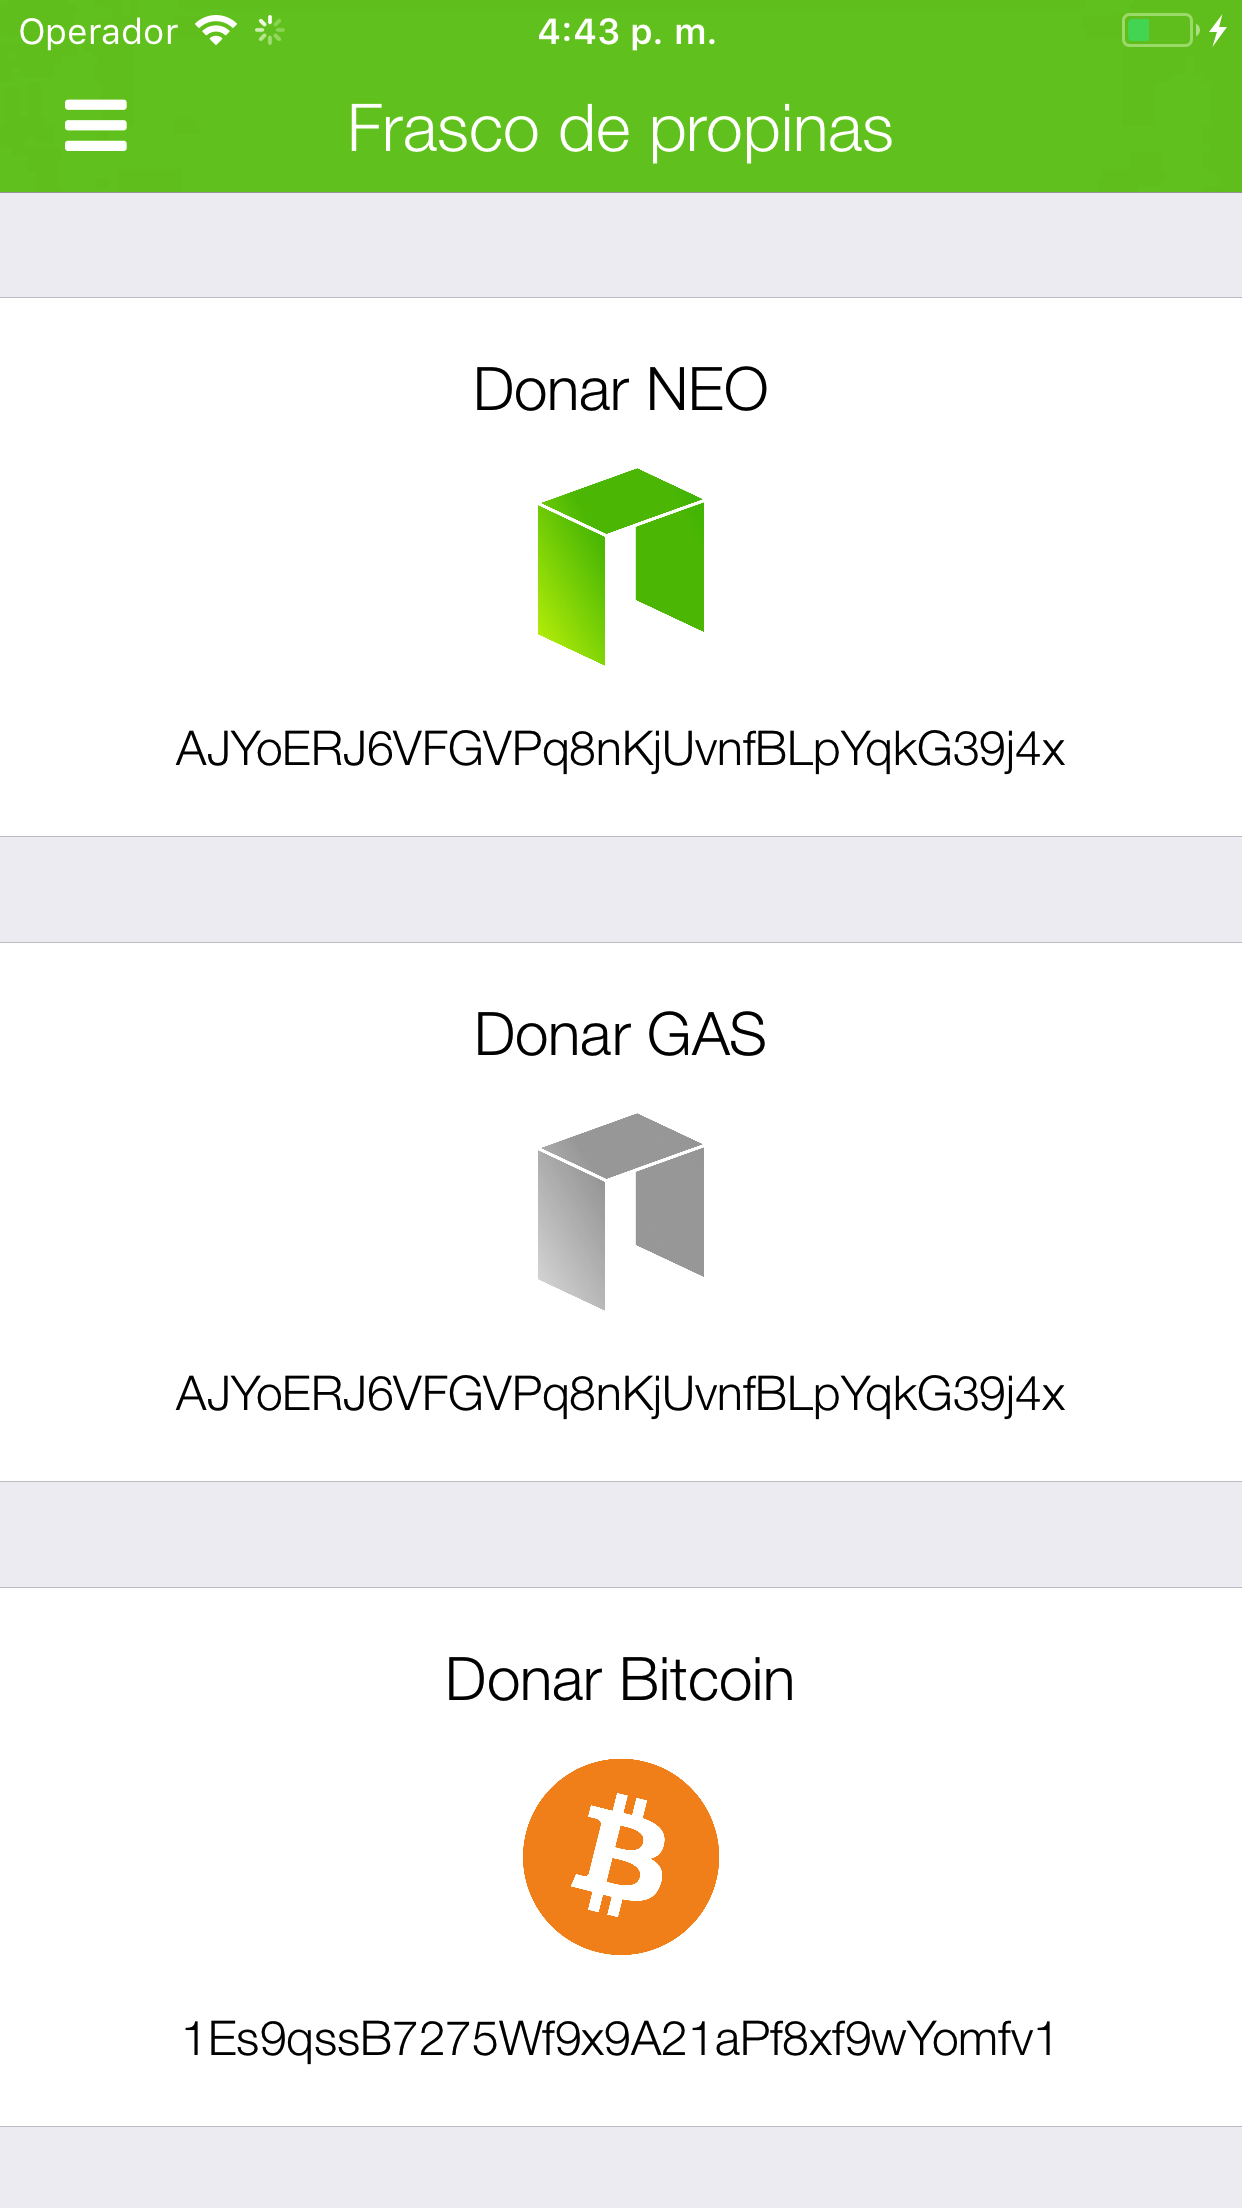 Operador 4:43 p. m.
Frasco de propinas
Donar NEO
AJYoERJ6VFGVPq8nKjUvnfBLpYqkG39j4x
Donar GAS
AJYoERJ6VFGVPq8nKjUvnfBLpYqkG39j4x
Donar Bitcoin
1Es9qssB7275Wf9x9A21aPf8xf9wYomfv1